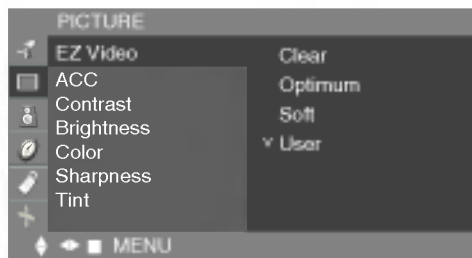 PICTURE
EZ Video
ACC
Contrast
Brightness
Color
Sharpness
Tint
Clear
Optimum
Soft
User
MENU